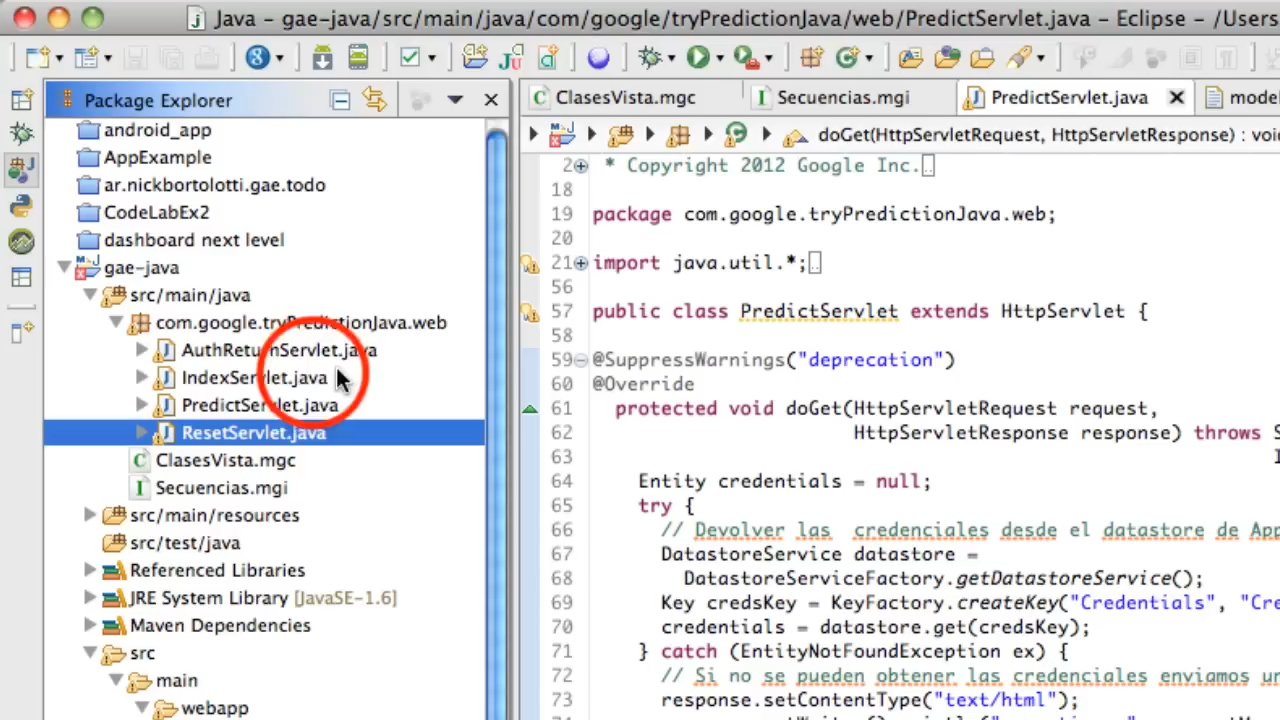 Java – gae-java/src/main/java/com/google/tryPredictionJava/web/PredictServlet.java – Eclipse – /Users
Package Explorer
android_app
AppExample
ar.nickbortolotti.gae.todo
CodeLabEx2
dashboard next level
gae-java
src/main/java
com.google.tryPredictionJava.web
AuthReturnServlet.java
IndexServlet.java
PredictServlet.java
ResetServlet.java
ClasesVista.mgc
Secuencias.mgi
src/main/resources
src/test/java
Referenced Libraries
JRE System Library [JavaSE-1.6]
Maven Dependencies
src
main
webapp
ClasesVista.mgc Secuencias.mgi PredictServlet.java model
doGet(HttpServletRequest, HttpServletResponse) : voi
2 * Copyright 2012 Google Inc.
18
19 package com.google.tryPredictionJava.web;
20
21 import java.util.*;
56
57 public class PredictServlet extends HttpServlet {
58
59 @SuppressWarnings("deprecation")
60 @Override
61 protected void doGet(HttpServletRequest request,
62 HttpServletResponse response) throws S
63 I
64 Entity credentials = null;
65 try {
66 // Devolver las credenciales desde el datastore de App
67 DatastoreService datastore =
68 DatastoreServiceFactory.getDatastoreService();
69 Key credsKey = KeyFactory.createKey("Credentials", "Cre
70 credentials = datastore.get(credsKey);
71 } catch (EntityNotFoundException ex) {
72 // Si no se pueden obtener las credenciales enviamos un
73 response.setContentType("text/html");